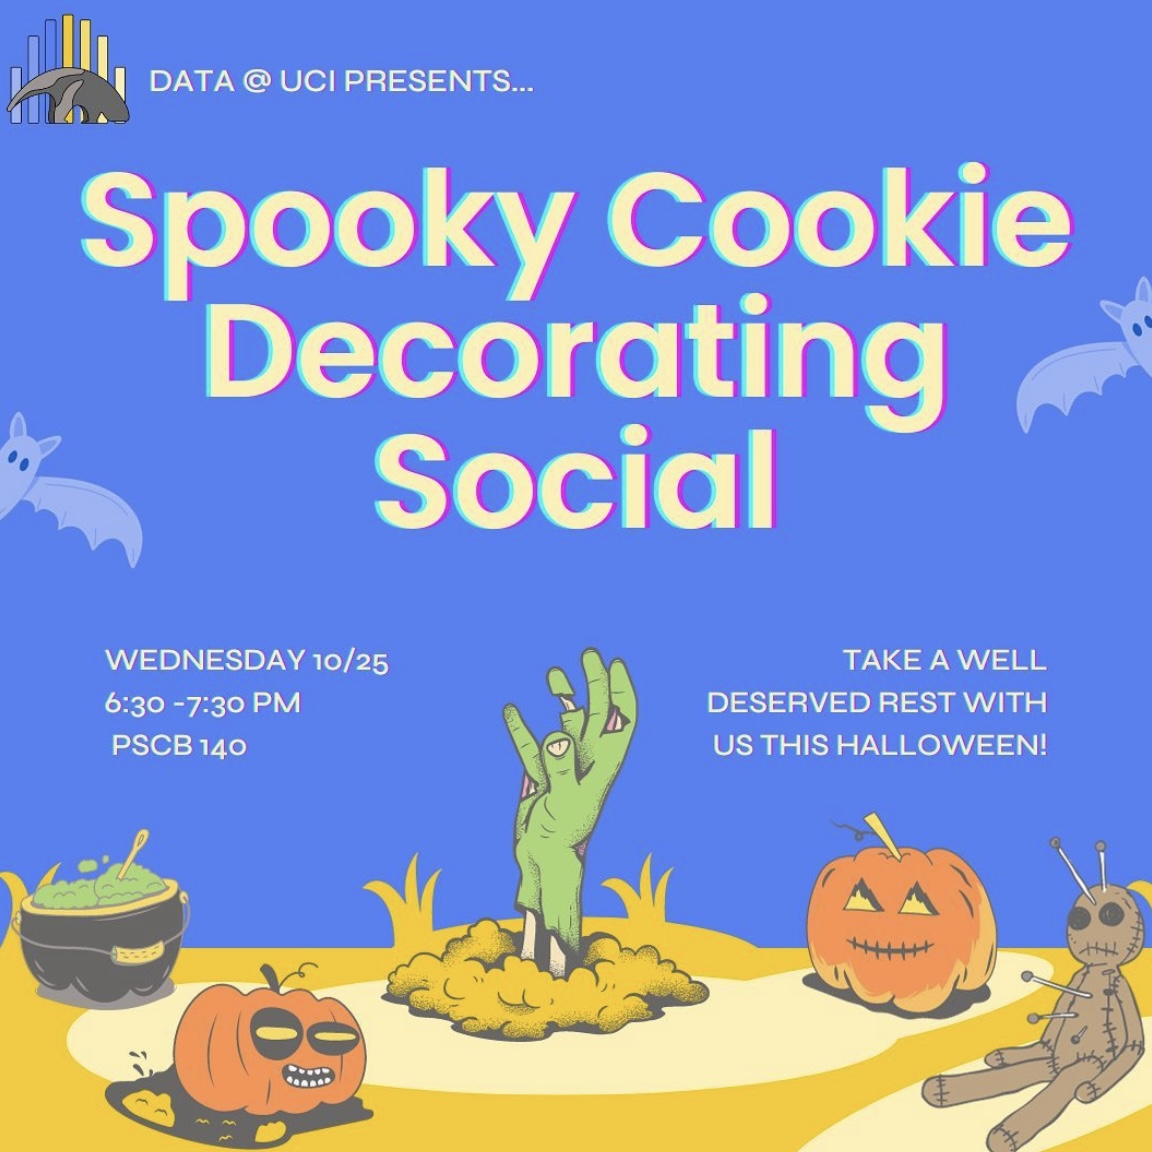 DATA @ UCI PRESENTS...
Spooky Cookie
Decorating
Social
WEDNESDAY 10/25
6:30 -7:30 PM
PSCB 140
TAKE A WELL
DESERVED REST WITH
US THIS HALLOWEEN!